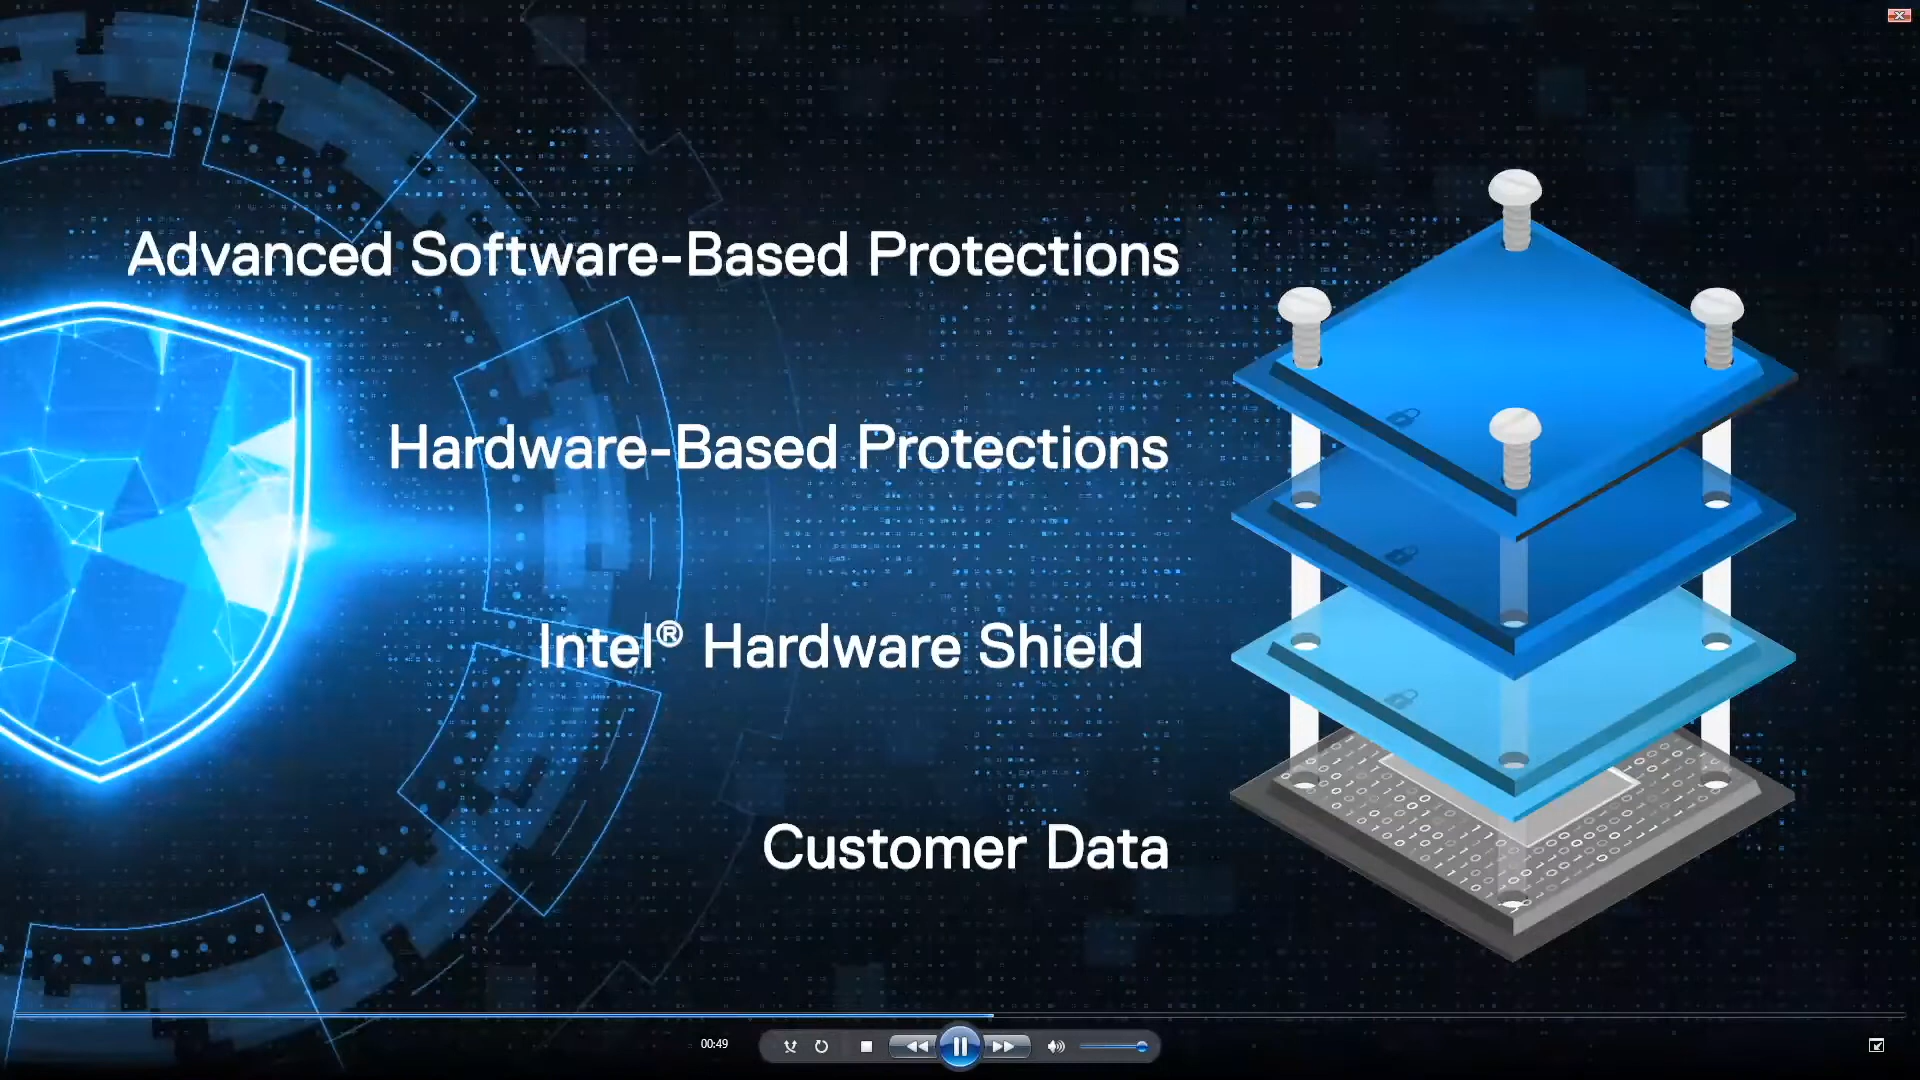 Advanced Software-Based Protections
Hardware-Based Protections
Intel® Hardware Shield
Customer Data
00:49